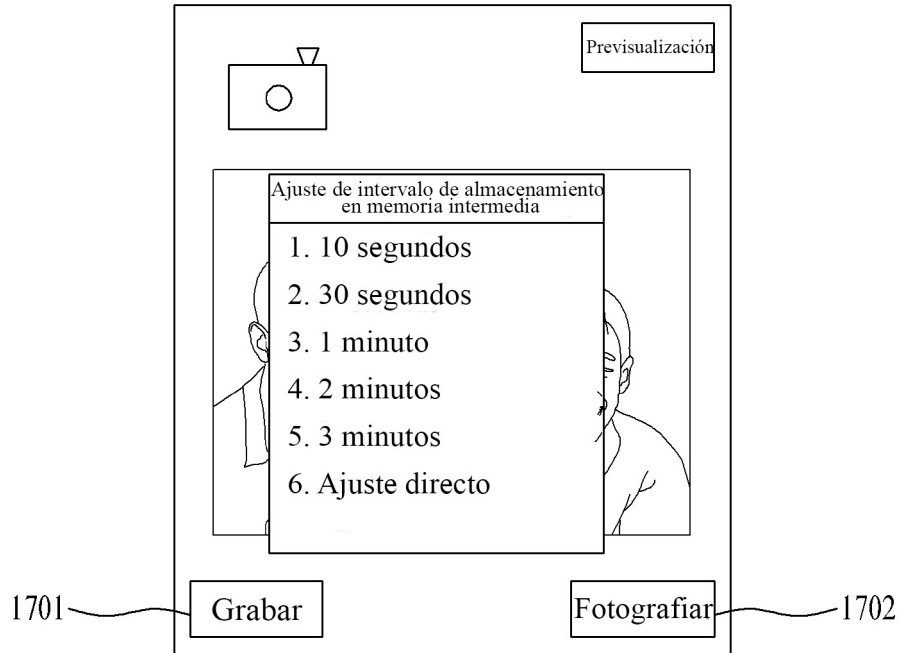 Previsualización
Ajuste de intervalo de almacenamiento
en memoria intermedia
1. 10 segundos
2. 30 segundos
3. 1 minuto
4. 2 minutos
5. 3 minutos
6. Ajuste directo
1701
Grabar
Fotografiar
1702